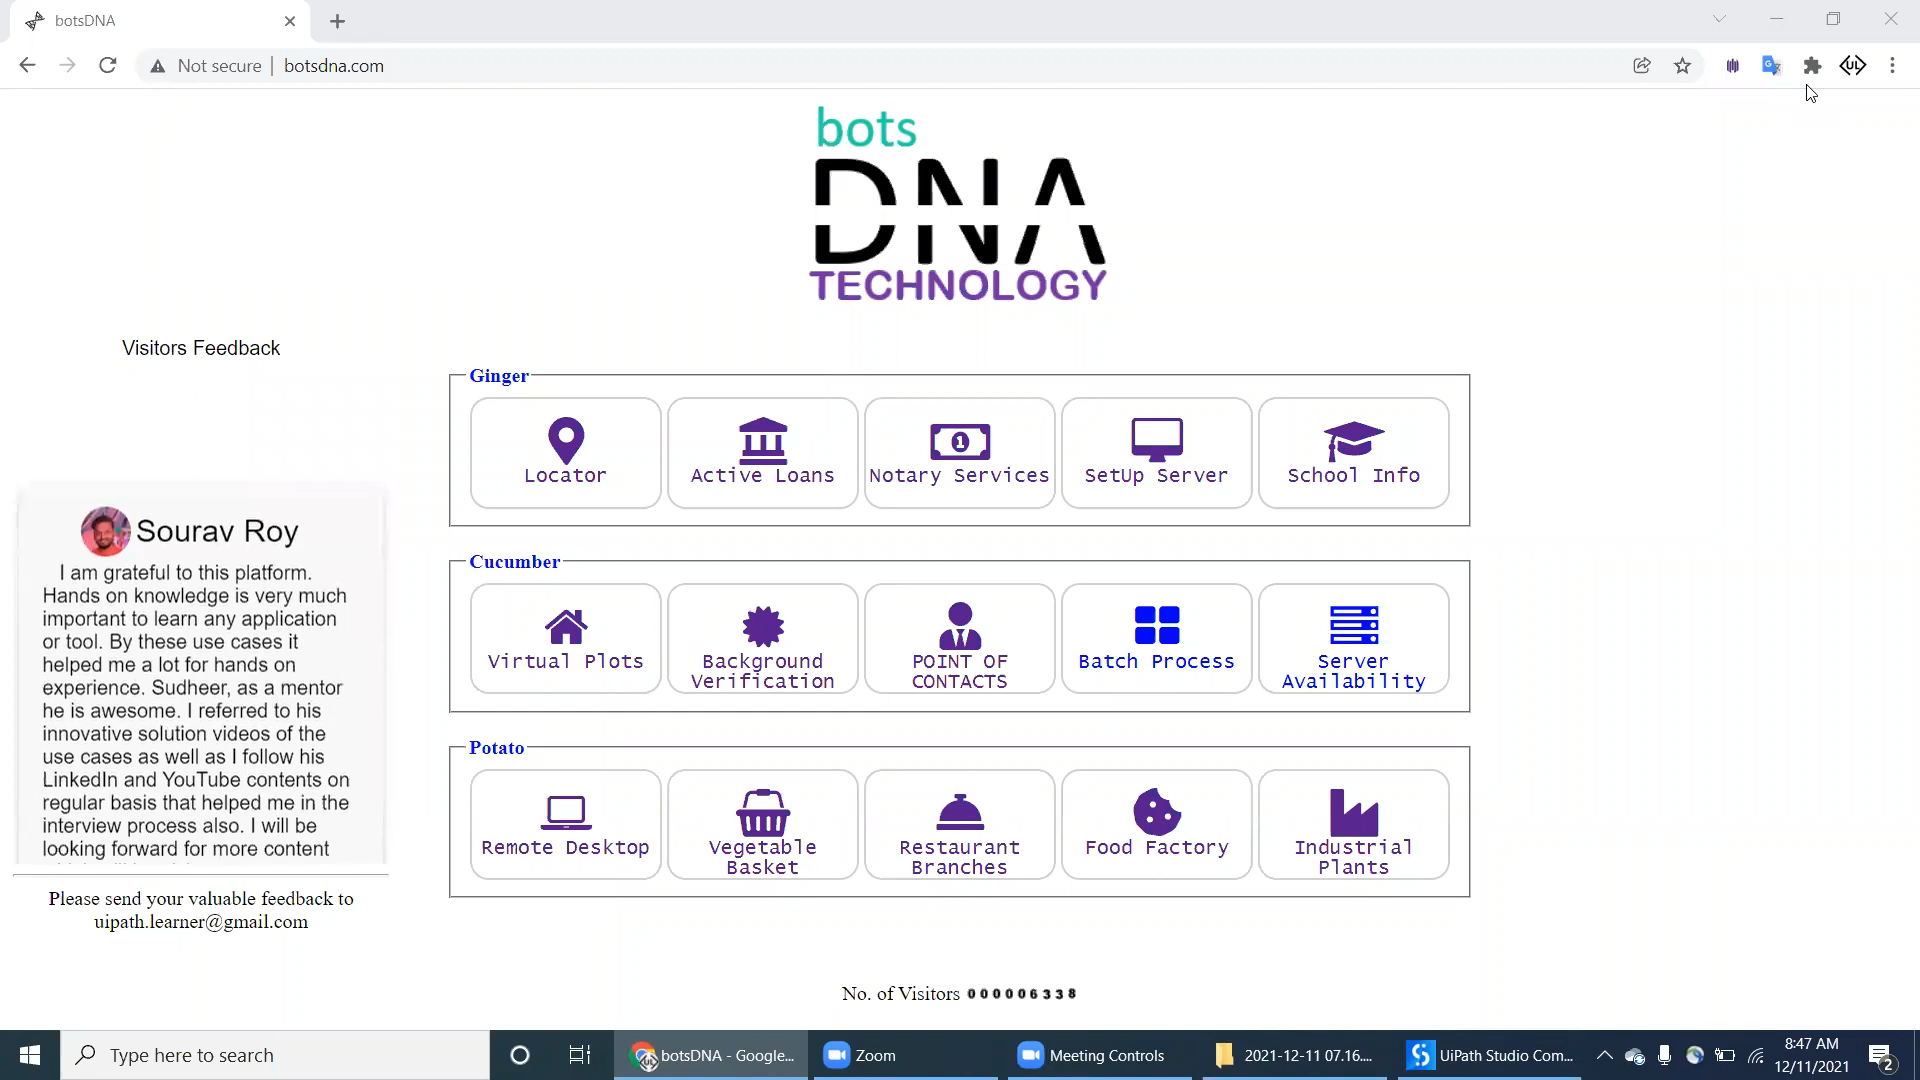 botsDNA
Not secure | botsdna.com
bots
DNA
TECHNOLOGY
Visitors Feedback
Sourav Roy
I am grateful to this platform.
Hands on knowledge is very much
important to learn any application
or tool. By these use cases it
helped me a lot for hands on
experience. Sudheer, as a mentor
he is awesome. I referred to his
innovative solution videos of the
use cases as well as I follow his
LinkedIn and YouTube contents on
regular basis that helped me in the
interview process also. I will be
looking forward for more content
Please send your valuable feedback to
uipath.learner@gmail.com
Ginger
Locator
Active Loans
Notary Services
SetUp Server
School Info
Cucumber
Virtual Plots
Background
Verification
POINT OF
CONTACTS
Batch Process
Server
Availability
Potato
Remote Desktop
Vegetable
Basket
Restaurant
Branches
Food Factory
Industrial
Plants
No. of Visitors 000006338
Type here to search
botsDNA - Google...
Zoom
Meeting Controls
2021-12-11 07.16....
UiPath Studio Com...
8:47 AM
12/11/2021
2